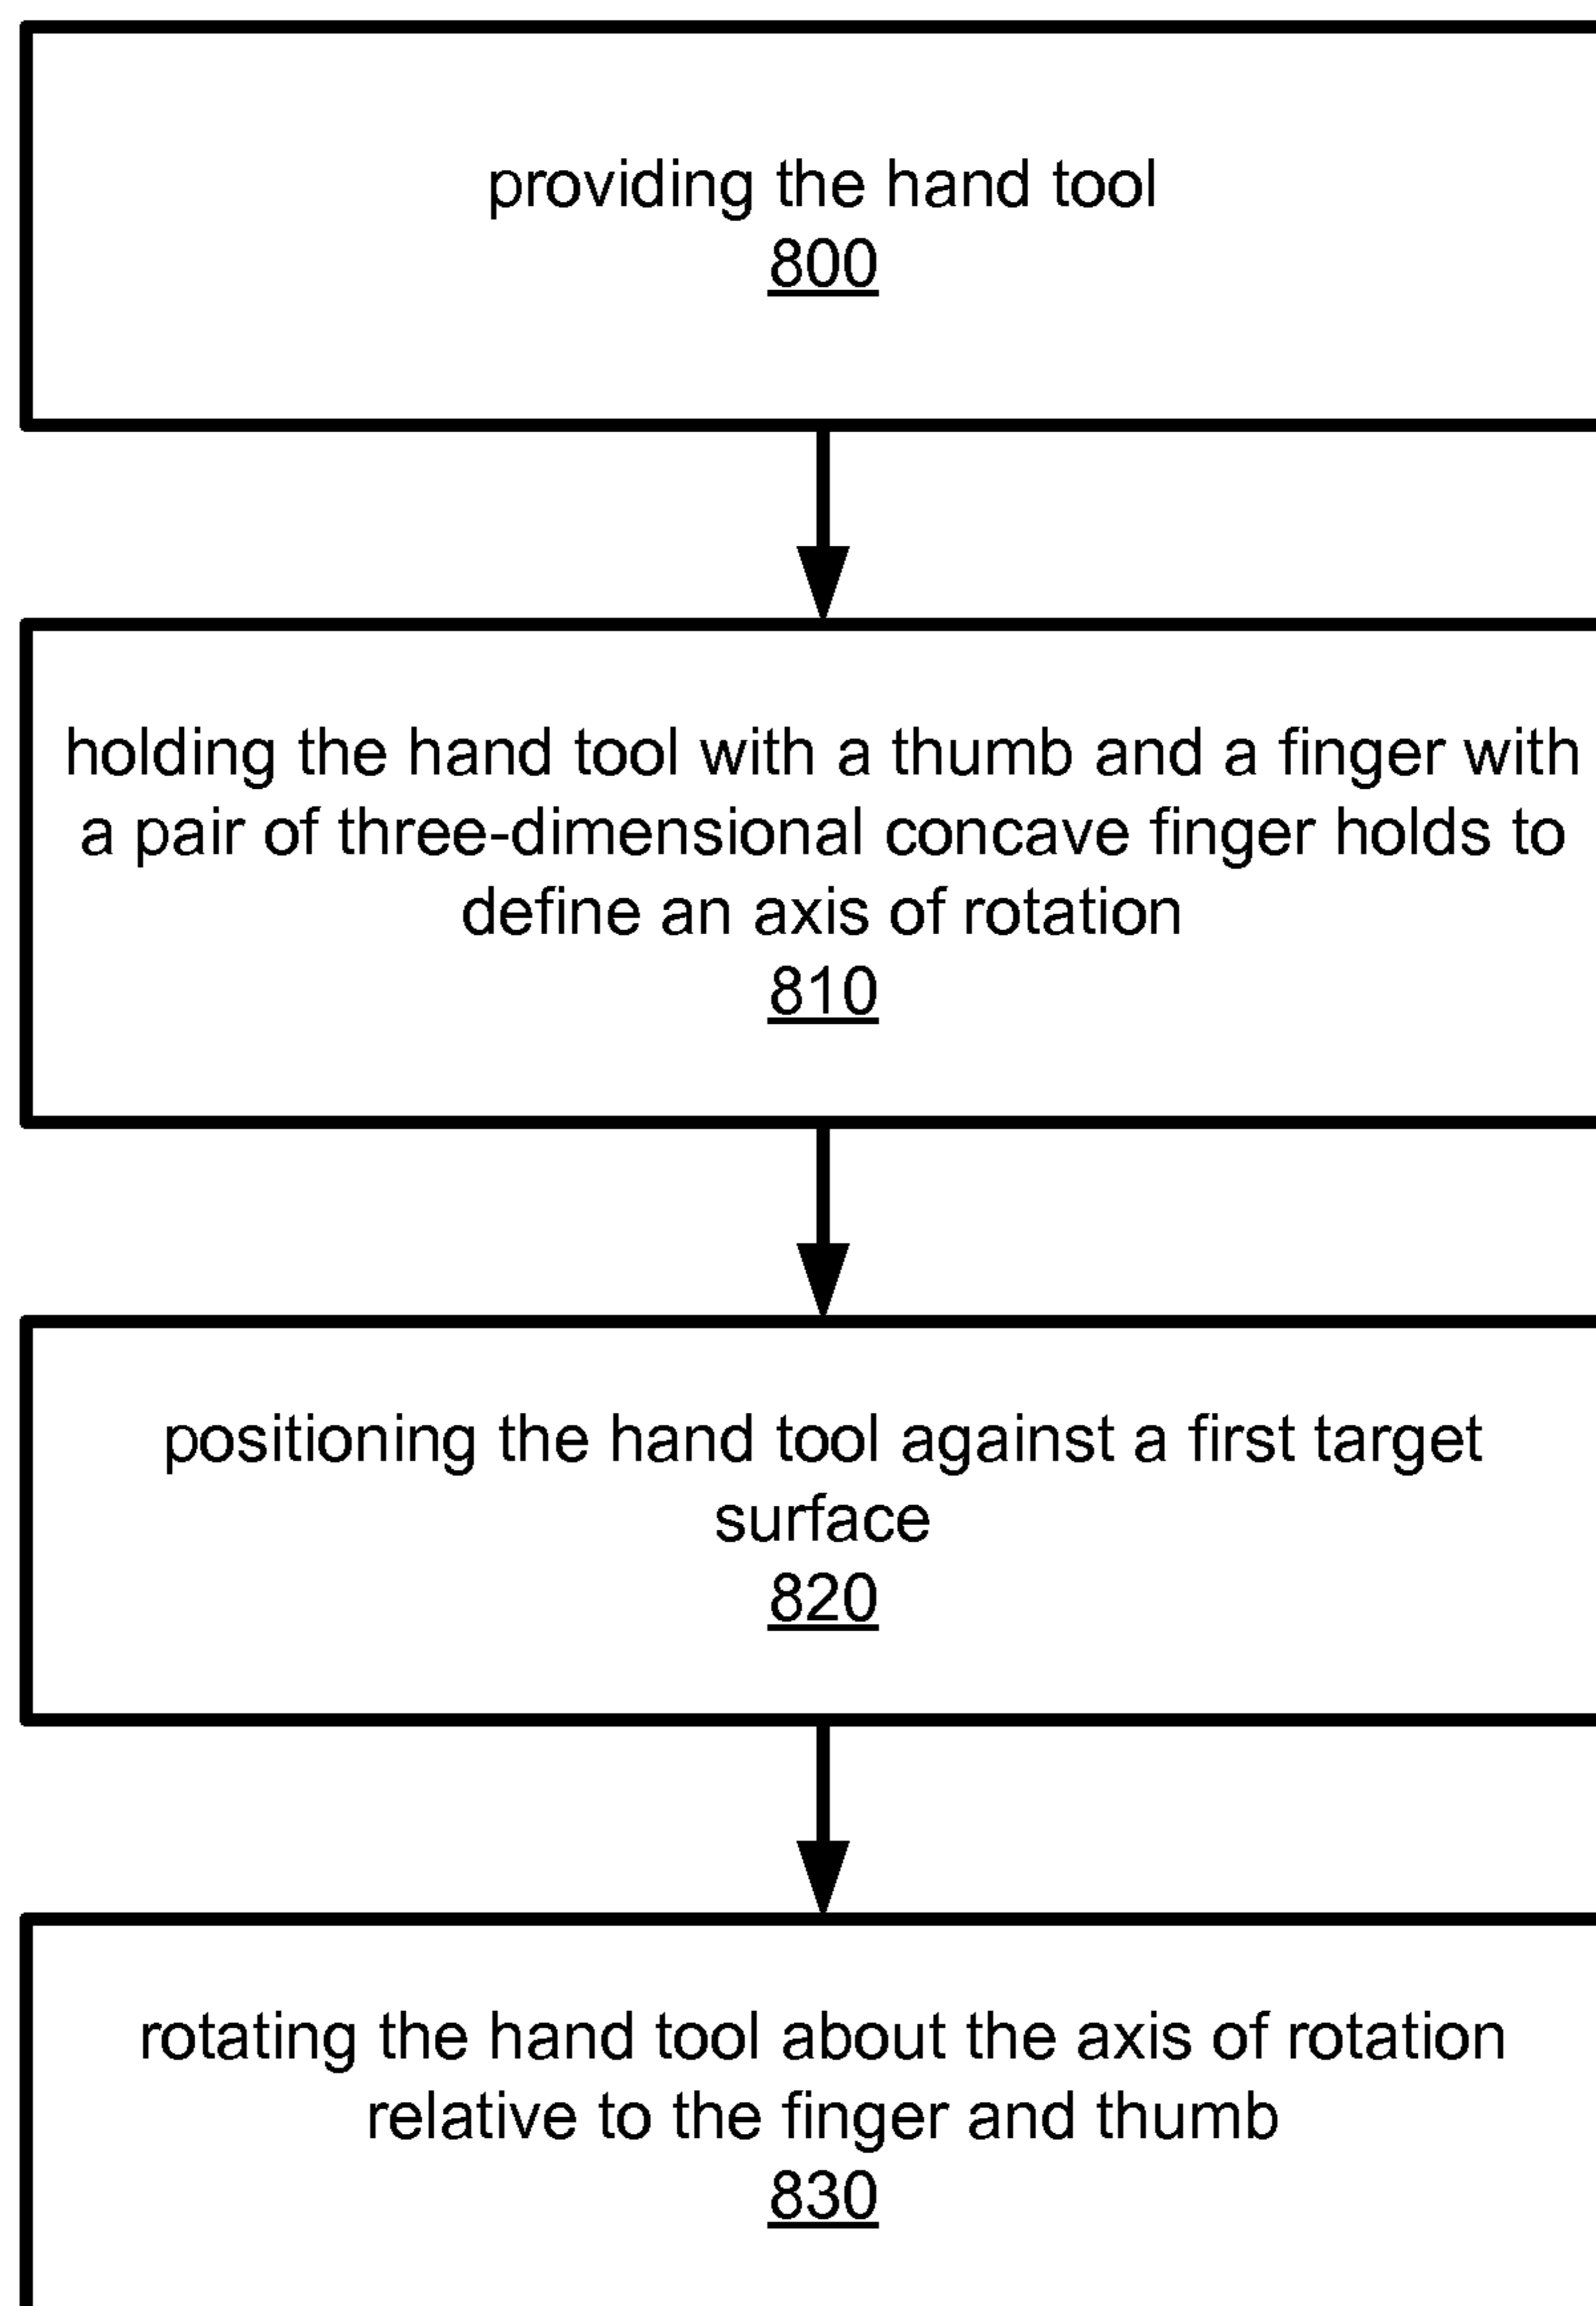 providing the hand tool
800
holding the hand tool with a thumb and a finger with
a pair of three-dimensional concave finger holds to
define an axis of rotation
810
positioning the hand tool against a first target
surface
820
rotating the hand tool about the axis of rotation
relative to the finger and thumb
830